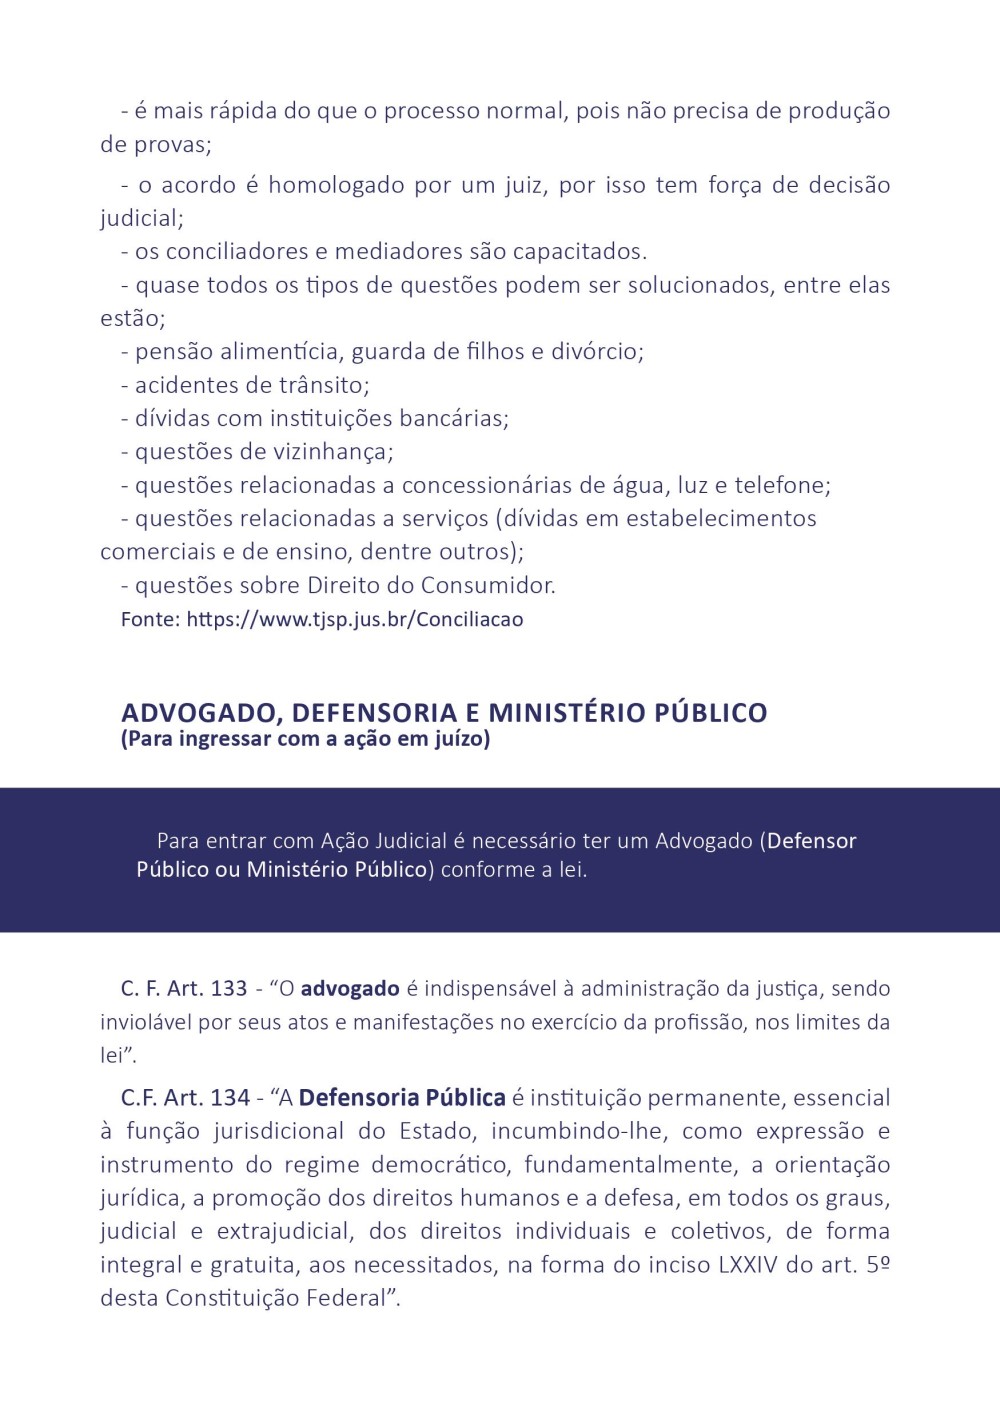 - é mais rápida do que o processo normal, pois não precisa de produção
de provas;
- o acordo é homologado por um juiz, por isso tem força de decisão
judicial;
- os conciliadores e mediadores são capacitados.
- quase todos os tipos de questões podem ser solucionados, entre elas
estão;
- pensão alimentícia, guarda de filhos e divórcio;
- acidentes de trânsito;
- dívidas com instituições bancárias;
- questões de vizinhança;
- questões relacionadas a concessionárias de água, luz e telefone;
- questões relacionadas a serviços (dívidas em estabelecimentos
comerciais e de ensino, dentre outros);
- questões sobre Direito do Consumidor.
Fonte: https://www.tjsp.jus.br/Conciliacao
ADVOGADO, DEFENSORIA E MINISTÉRIO PÚBLICO
(Para ingressar com a ação em juízo)
Para entrar com Ação Judicial é necessário ter um Advogado (Defensor
Público ou Ministério Público) conforme a lei.
C. F. Art. 133 - “O advogado é indispensável à administração da justiça, sendo
inviolável por seus atos e manifestações no exercício da profissão, nos limites da
lei”.
C.F. Art. 134 - “A Defensoria Pública é instituição permanente, essencial
à função jurisdicional do Estado, incumbindo-lhe, como expressão e
instrumento do regime democrático, fundamentalmente, a orientação
jurídica, a promoção dos direitos humanos e a defesa, em todos os graus,
judicial e extrajudicial, dos direitos individuais e coletivos, de forma
integral e gratuita, aos necessitados, na forma do inciso LXXIV do art. 5º
desta Constituição Federal”.